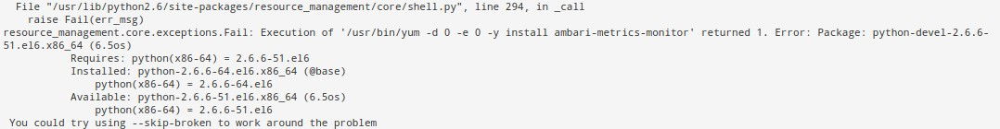 File "/usr/lib/python2.6/site-packages/resource_management/core/shell.py", line 294, in _call
raise Fail(err_msg)
resource_management.core.exceptions.Fail: Execution of '/usr/bin/yum -d 0 -e 0 -y install ambari-metrics-monitor' returned 1. Error: Package: python-devel-2.6.6-
51.el6.x86_64 (6.5os)
Requires: python(x86-64) = 2.6.6-51.el6
Installed: python-2.6.6-64.el6.x86_64 (@base)
python(x86-64) = 2.6.6-64.el6
Available: python-2.6.6-51.el6.x86_64 (6.5os)
python(x86-64) = 2.6.6-51.el6
You could try using --skip-broken to work around the problem